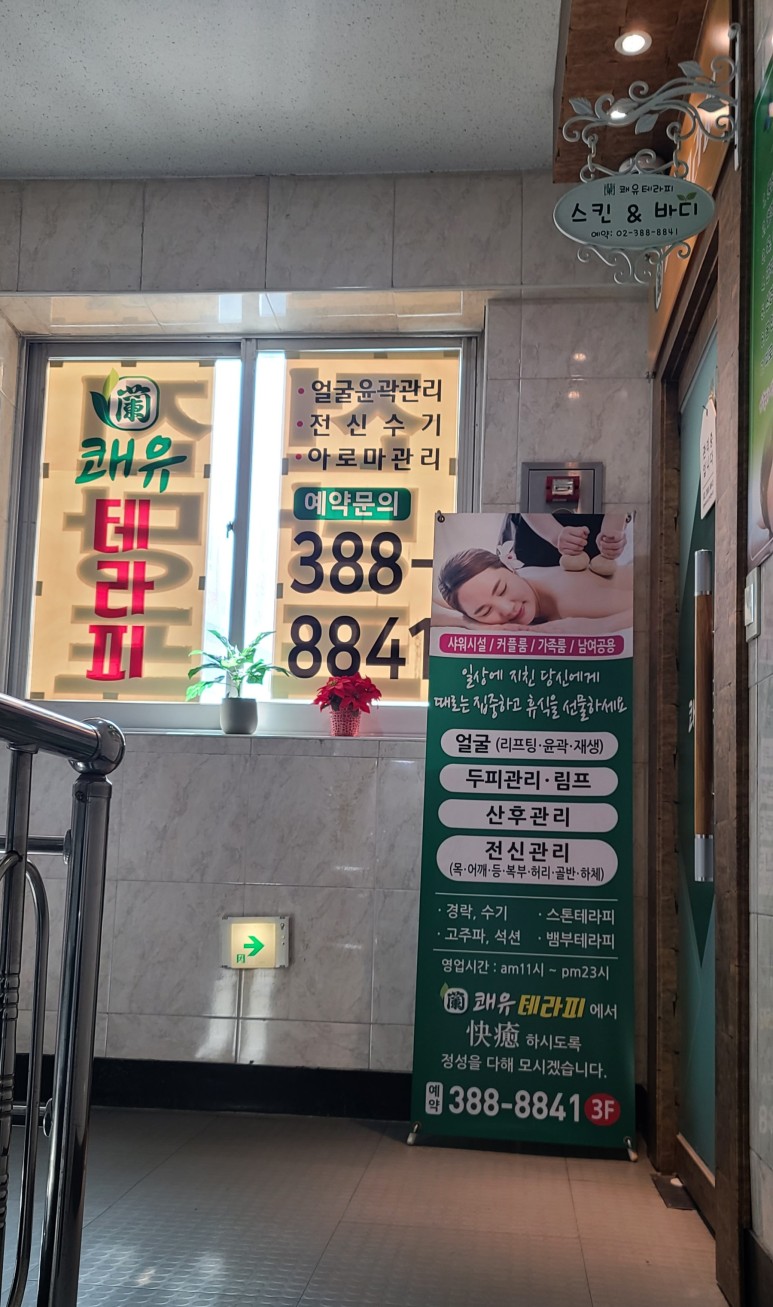 蘭 쾌유테라피
스킨 & 바디
예약: 02-388-8841
蘭
쾌유
테라피
• 얼굴윤곽관리
• 전신수기
• 아로마관리
예약문의
388-
8841
샤워시설 / 커플룸 / 가족룸 / 남여공용
일상에 지친 당신에게
때로는 집중하고 휴식을 선물하세요
얼굴 (리프팅·윤곽·재생)
두피관리·림프
산후관리
전신관리
(목·어깨·등·복부·허리·골반·하체)
· 경락, 수기 · 스톤테라피
· 고주파, 석션 · 뱀부테라피
영업시간 : am11시 ~ pm23시
蘭 쾌유테라피에서
快癒 하시도록
정성을 다해 모시겠습니다.
예약 388-8841 3F